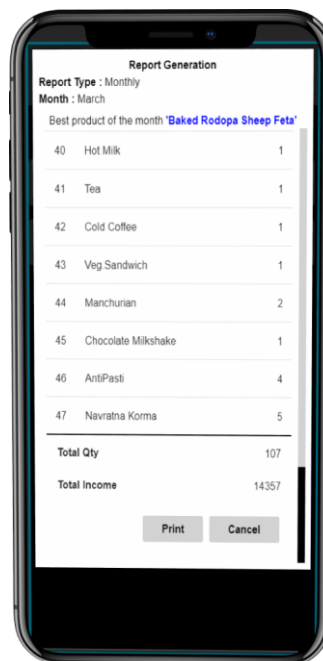 Report Generation
Report Type : Monthly
Month : March
Best product of the month 'Baked Rodopa Sheep Feta'
40 Hot Milk 1
41 Tea 1
42 Cold Coffee 1
43 Veg.Sandwich 1
44 Manchurian 2
45 Chocolate Milkshake 1
46 AntiPasti 4
47 Navratna Korma 5
Total Qty 107
Total Income 14357
Print Cancel